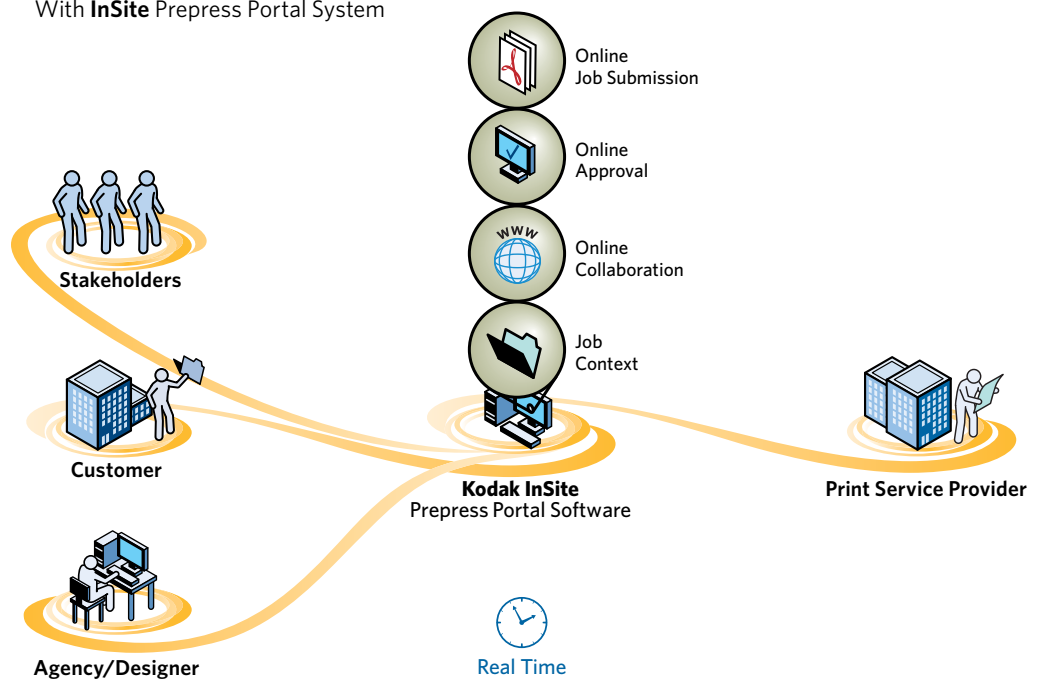 With InSite Prepress Portal System
Online
Job Submission
Online
Approval
WWW
Online
Collaboration
Job
Context
Stakeholders
Customer
Kodak InSite
Prepress Portal Software
Print Service Provider
Agency/Designer
Real Time